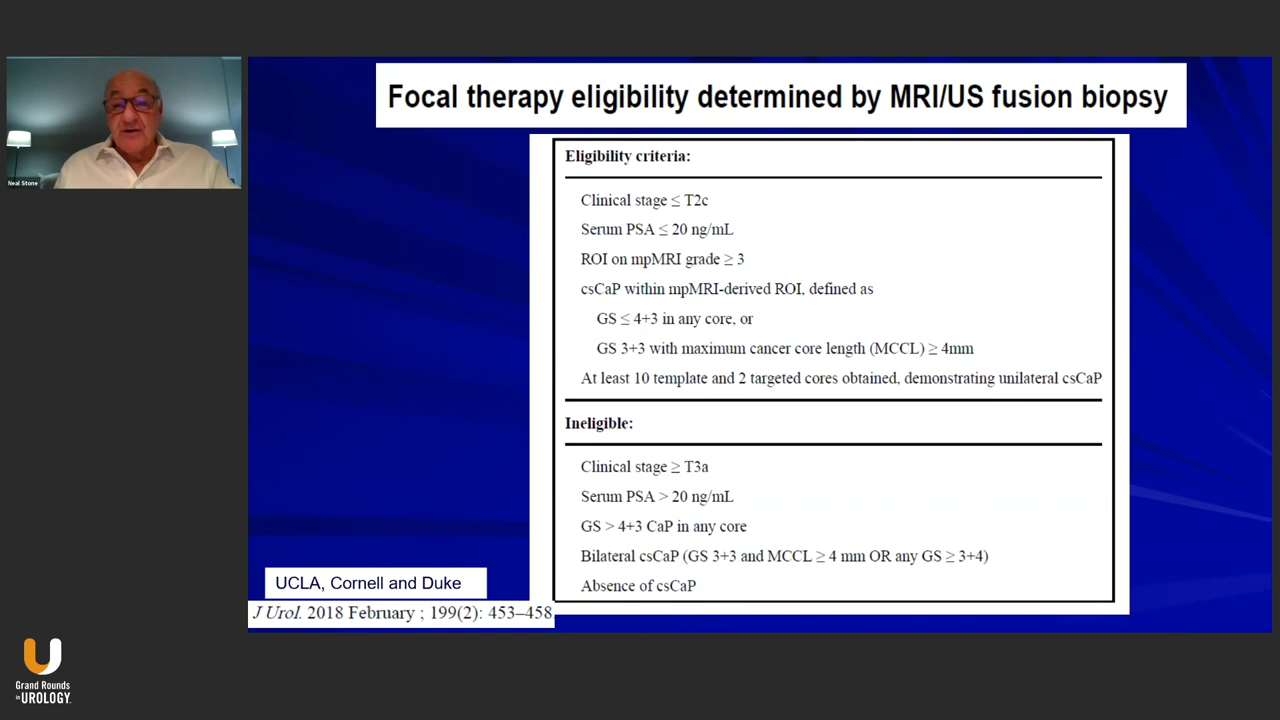 Focal therapy eligibility determined by MRI/US fusion biopsy
Neal Stone
Eligibility criteria:
Clinical stage ≤ T2c
Serum PSA ≤ 20 ng/mL
ROI on mpMRI grade ≥ 3
csCaP within mpMRI-derived ROI, defined as
GS ≤ 4+3 in any core, or
GS 3+3 with maximum cancer core length (MCCL) ≥ 4mm
At least 10 template and 2 targeted cores obtained, demonstrating unilateral csCaP
Ineligible:
Clinical stage ≥ T3a
Serum PSA > 20 ng/mL
GS > 4+3 CaP in any core
Bilateral csCaP (GS 3+3 and MCCL ≥ 4 mm OR any GS ≥ 3+4)
Absence of csCaP
UCLA, Cornell and Duke
J Urol. 2018 February ; 199(2): 453–458
Grand Rounds
in UROLOGY.